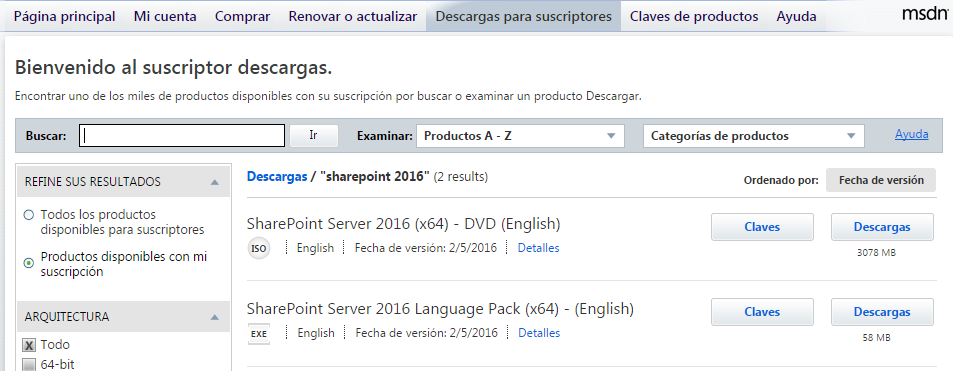 Página principal Mi cuenta Comprar Renovar o actualizar Descargas para suscriptores Claves de productos Ayuda msdn
Bienvenido al suscriptor descargas.
Encontrar uno de los miles de productos disponibles con su suscripción por buscar o examinar un producto Descargar.
Buscar: Ir Examinar: Productos A - Z Categorías de productos Ayuda
REFINE SUS RESULTADOS
Todos los productos
disponibles para suscriptores
Productos disponibles con mi
suscripción
ARQUITECTURA
Todo
64-bit
Descargas / "sharepoint 2016" (2 results) Ordenado por: Fecha de versión
SharePoint Server 2016 (x64) - DVD (English) Claves Descargas
ISO English Fecha de versión: 2/5/2016 Detalles 3078 MB
SharePoint Server 2016 Language Pack (x64) - (English) Claves Descargas
EXE English Fecha de versión: 2/5/2016 Detalles 58 MB